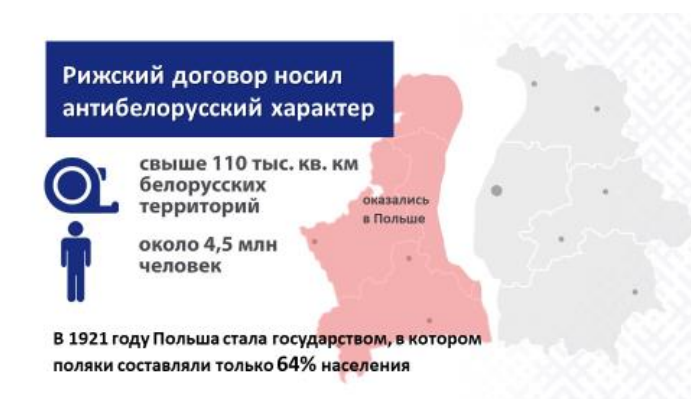 Рижский договор носил
антибелорусский характер
свыше 110 тыс. кв. км
белорусских
территорий
оказались
в Польше
около 4,5 млн
человек
В 1921 году Польша стала государством, в котором
поляки составляли только 64% населения